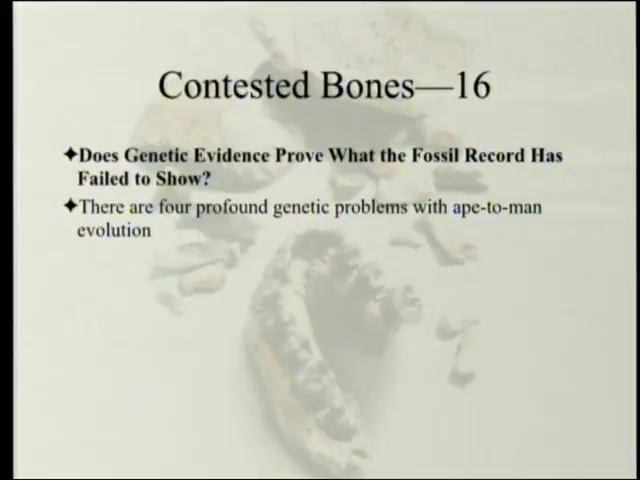 Contested Bones—16
✦Does Genetic Evidence Prove What the Fossil Record Has
Failed to Show?
✦There are four profound genetic problems with ape-to-man
evolution